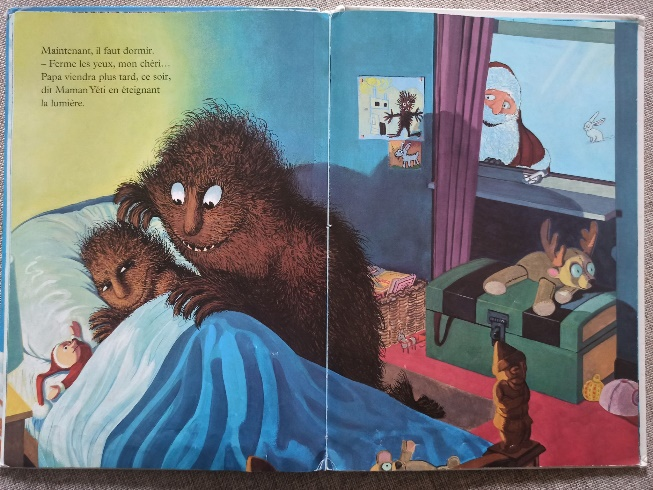 Maintenant, il faut dormir.
– Ferme les yeux, mon chéri…
Papa viendra plus tard, ce soir,
dit Maman Yéti en éteignant
la lumière.